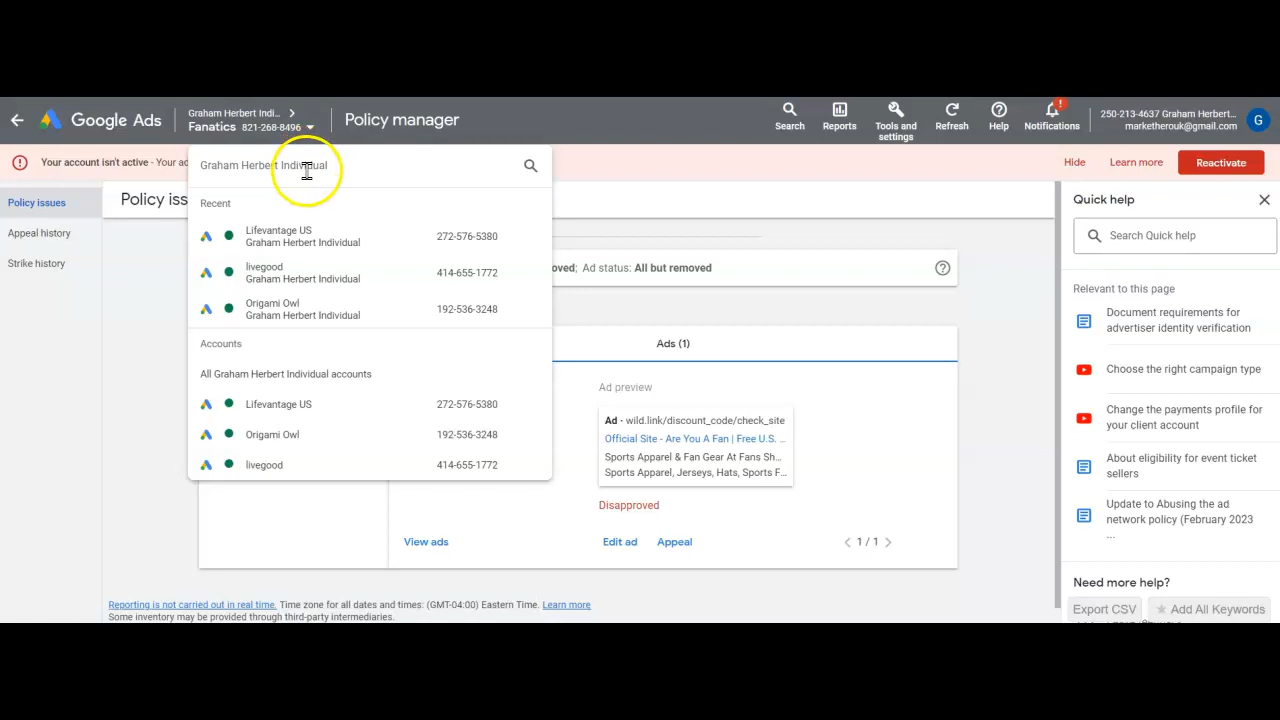 Google Ads
Graham Herbert Indi...
Fanatics 821-268-8496
Policy manager
Search
Reports
Tools and
settings
Refresh
Help
!
Notifications
250-213-4637 Graham Herbert...
marketherouk@gmail.com
G
Your account isn't active - Your ad
Hide
Learn more
Reactivate
Graham Herbert Individual
Policy issues
Appeal history
Strike history
Policy iss
Recent
Lifevantage US
Graham Herbert Individual
272-576-5380
livegood
Graham Herbert Individual
414-655-1772
Origami Owl
Graham Herbert Individual
192-536-3248
Accounts
All Graham Herbert Individual accounts
Lifevantage US
272-576-5380
Origami Owl
192-536-3248
livegood
414-655-1772
oved; Ad status: All but removed
Ads (1)
Ad preview
Ad - wild.link/discount_code/check_site
Official Site - Are You A Fan | Free U.S. ...
Sports Apparel & Fan Gear At Fans Sh...
Sports Apparel, Jerseys, Hats, Sports F...
Disapproved
View ads
Edit ad
Appeal
1 / 1
Reporting is not carried out in real time. Time zone for all dates and times: (GMT-04:00) Eastern Time. Learn more
Some inventory may be provided through third-party intermediaries.
Quick help
Search Quick help
Relevant to this page
Document requirements for
advertiser identity verification
Choose the right campaign type
Change the payments profile for
your client account
About eligibility for event ticket
sellers
Update to Abusing the ad
network policy (February 2023
...
Need more help?
Export CSV
Add All Keywords